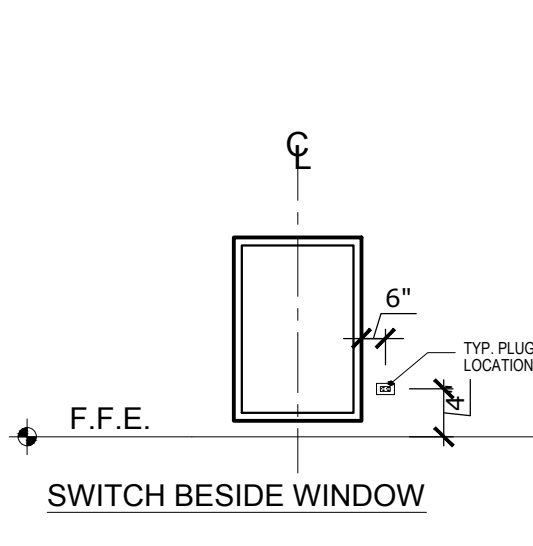 ℄
6"
TYP. PLUG
LOCATION
4"
F.F.E.
SWITCH BESIDE WINDOW